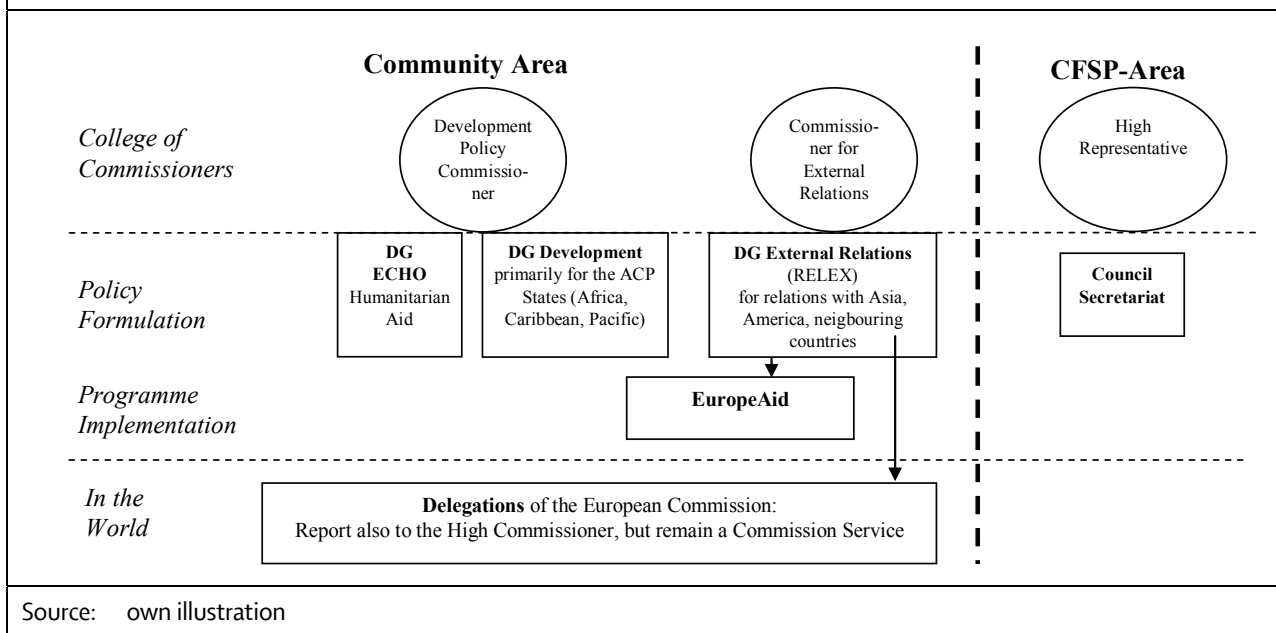 Community Area
CFSP-Area
College of
Commissioners
Development
Policy
Commissio-
ner
Commissio-
ner for
External
Relations
High
Representative
Policy
Formulation
DG
ECHO
Humanitarian
Aid
DG Development
primarily for the ACP
States (Africa,
Caribbean, Pacific)
DG External Relations
(RELEX)
for relations with Asia,
America, neigbouring
countries
Council
Secretariat
Programme
Implementation
EuropeAid
In the
World
Delegations of the European Commission:
Report also to the High Commissioner, but remain a Commission Service
Source: own illustration